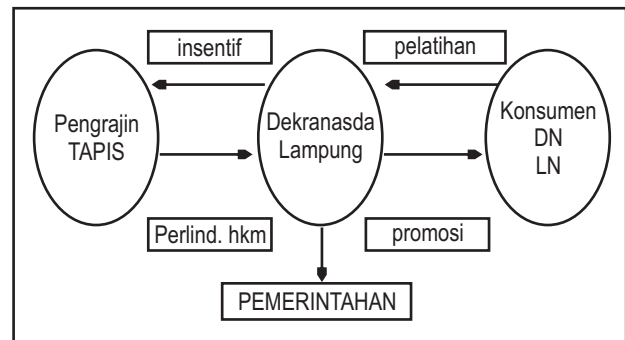 insentif
pelatihan
Pengrajin
TAPIS
Dekranasda
Lampung
Konsumen
DN
LN
Perlind. hkm
promosi
PEMERINTAHAN